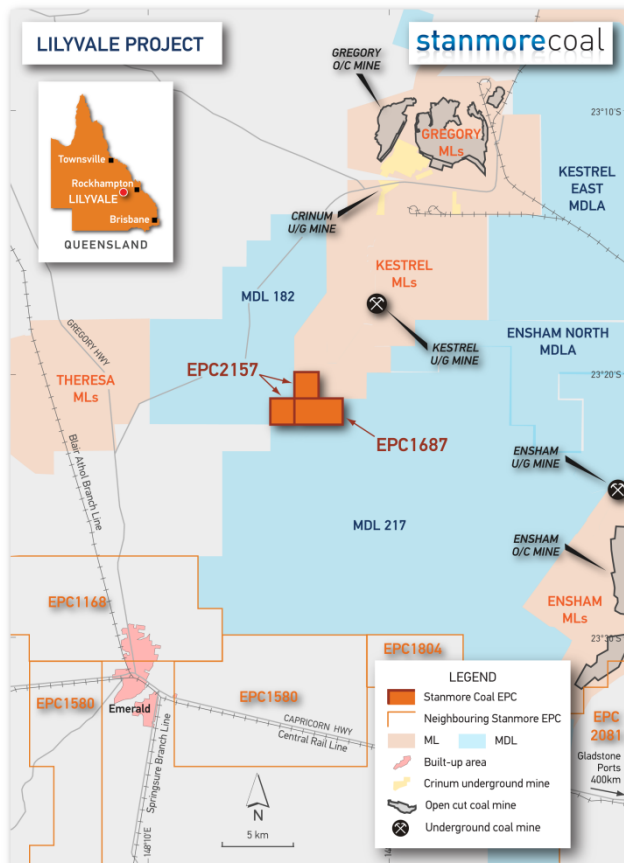 LILYVALE PROJECT
stanmorecoal
GREGORY
O/C MINE
23°10'S
GREGORY
MLs
Townsville
Rockhampton
LILYVALE
Brisbane
QUEENSLAND
KESTREL
EAST
MDLA
CRINUM
U/G MINE
KESTREL
MLs
MDL 182
GREGORY HWY
KESTREL
U/G MINE
ENSHAM NORTH
MDLA
23°20'S
THERESA
MLs
EPC2157
EPC1687
Blair Athol Branch Line
ENSHAM
U/G MINE
MDL 217
ENSHAM
O/C MINE
EPC1168
ENSHAM
MLs
23°30'S
EPC1804
EPC1580
EPC1580
Emerald
CAPRICORN HWY
Central Rail Line
Springsure Branch Line
148°10'E
N
5 km
EPC
2081
Gladstone
Ports
400km
LEGEND
Stanmore Coal EPC
Neighbouring Stanmore EPC
ML
MDL
Built-up area
Crinum underground mine
Open cut coal mine
Underground coal mine